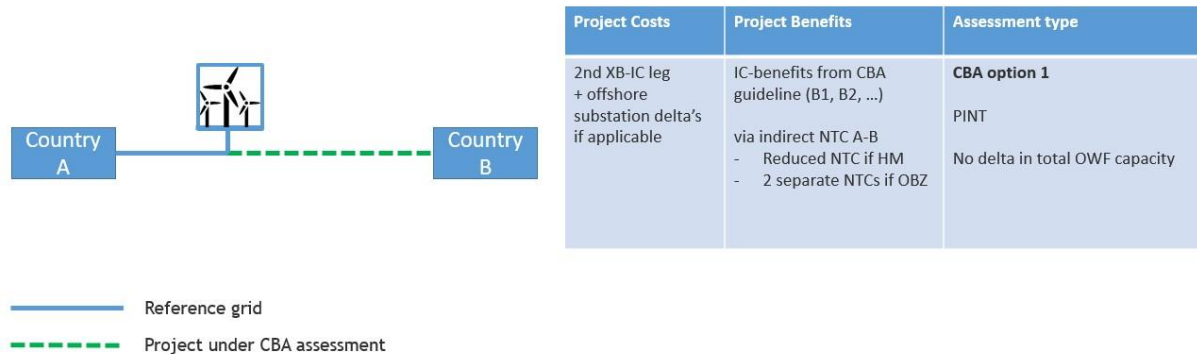 Country
A
Country
B
Project Costs
Project Benefits
Assessment type
2nd XB-IC leg
+ offshore
substation delta's
if applicable
IC-benefits from CBA
guideline (B1, B2, ...)
via indirect NTC A-B
- Reduced NTC if HM
- 2 separate NTCs if OBZ
CBA option 1
PINT
No delta in total OWF capacity
Reference grid
Project under CBA assessment